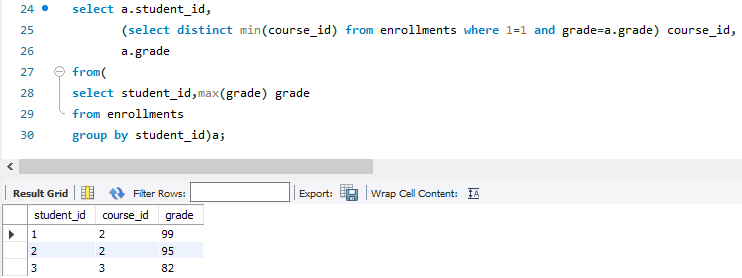 24 select a.student_id,
25 (select distinct min(course_id) from enrollments where 1=1 and grade=a.grade) course_id,
26 a.grade
27 from(
28 select student_id,max(grade) grade
29 from enrollments
30 group by student_id)a;
Result Grid Filter Rows: Export: Wrap Cell Content: IA
student_id course_id grade
1 2 99
2 2 95
3 3 82